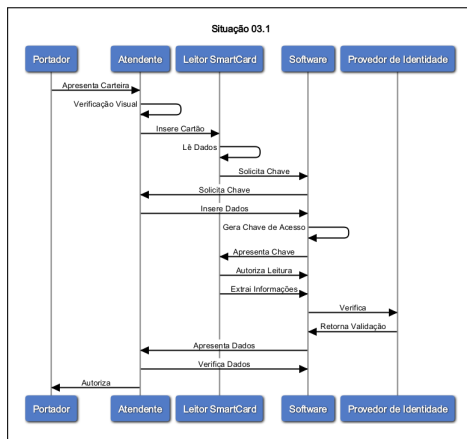 Situação 03.1
Portador Atendente Leitor SmartCard Software Provedor de Identidade
Apresenta Carteira
Verificação Visual
Insere Cartão
Lê Dados
Solicita Chave
Solicita Chave
Insere Dados
Gera Chave de Acesso
Apresenta Chave
Autoriza Leitura
Extrai Informações
Verifica
Retorna Validação
Apresenta Dados
Verifica Dados
Autoriza
Portador Atendente Leitor SmartCard Software Provedor de Identidade